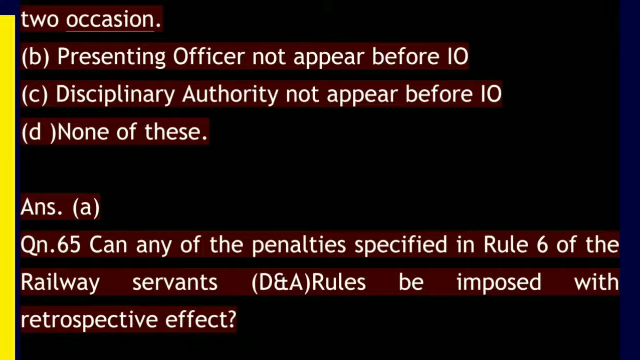 two occasion.
(b) Presenting Officer not appear before IO
(c) Disciplinary Authority not appear before IO
(d )None of these.
Ans. (a)
Qn.65 Can any of the penalties specified in Rule 6 of the
Railway servants (D&A)Rules be imposed with
retrospective effect?